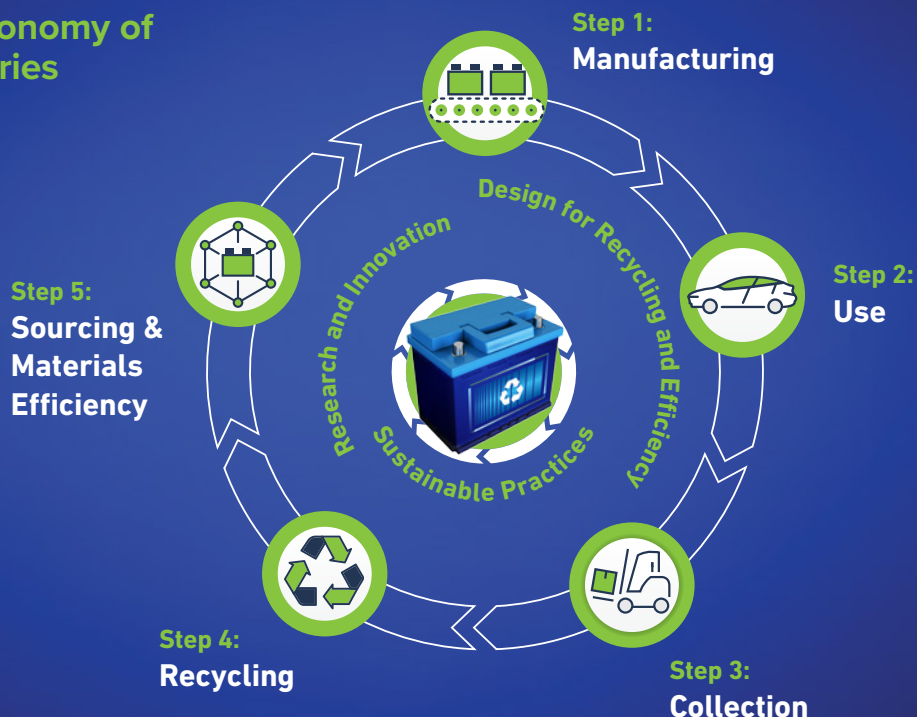 onomy of
ries
Step 1:
Manufacturing
Step 2:
Use
Step 3:
Collection
Step 4:
Recycling
Step 5:
Sourcing &
Materials
Efficiency
Research and Innovation
Design for Recycling and Efficiency
Sustainable Practices